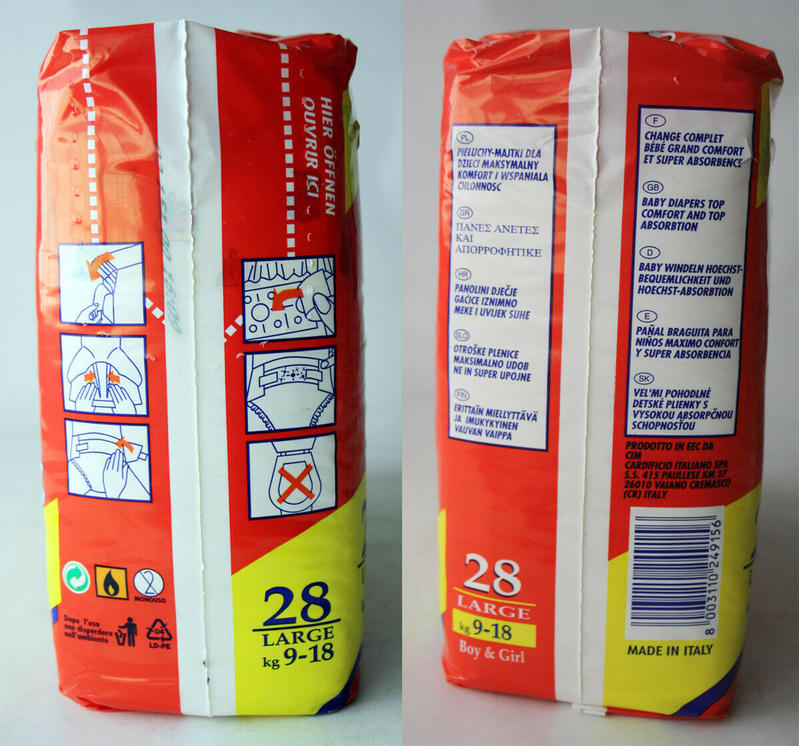 HIER ÖFFNEN
OUVRIR ICI
MONOUSO
Dopo l'uso
non disperdere
nell'ambiente
04
LD-PE
28
LARGE
kg 9-18
PL
PIELUCHY-MAJTKI DLA
DZIECI MAKSYMALNY
KOMFORT I WSPANIALA
CHLONNOSC
GR
ΠΑΝΕΣ ΑΝΕΤΕΣ
ΚΑΙ
ΑΠΟΡΡΟΦΗΤΙΚΕ
HR
PANOLINI DJEČJE
GAĆICE IZNIMNO
MEKE I UVIJEK SUHE
SLO
OTROŠKE PLENICE
MAKSIMALNO UDOB
NE IN SUPER UPOJNE
FIN
ERITTAÏN MIELLYTTÄVÄ
JA IMUKYKYINEN
VAUVAN VAIPPA
28
LARGE
kg 9-18
Boy & Girl
F
CHANGE COMPLET
BÉBÉ GRAND COMFORT
ET SUPER ABSORBENCE
GB
BABY DIAPERS TOP
COMFORT AND TOP
ABSORBTION
D
BABY WINDELN HOECHST-
BEQUEMLICHKEIT UND
HOECHST-ABSORBTION
E
PAÑAL BRAGUITA PARA
NIÑOS MAXIMO CONFORT
Y SUPER ABSORBENCIA
SK
VEL'MI POHODLNÉ
DETSKÉ PLIENKY S
VYSOKOU ABSORPČNOU
SCHOPNOSŤOU
PRODOTTO IN EEC DA
CIM
CARDIFICIO ITALIANO SPA
S.S. 415 PAULLESE KM 27
26010 VAIANO CREMASCO
(CR) ITALY
8 003110 249156
MADE IN ITALY